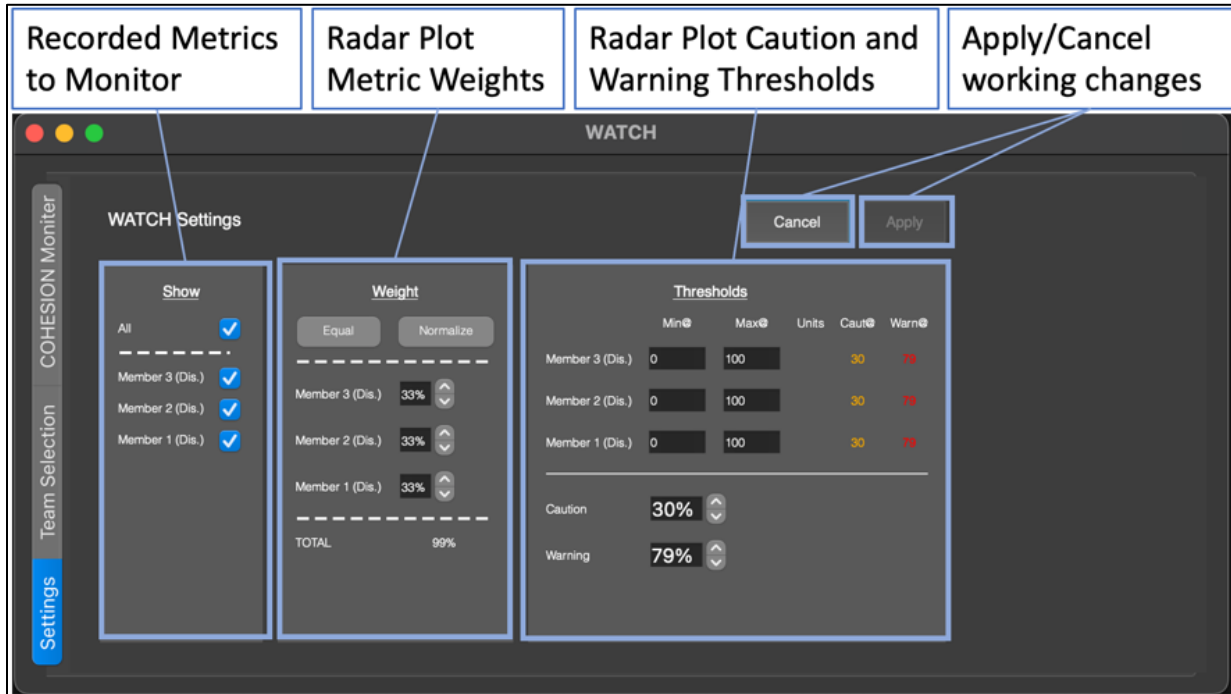 Recorded Metrics
to Monitor
Radar Plot
Metric Weights
Radar Plot Caution and
Warning Thresholds
Apply/Cancel
working changes
WATCH
COHESION Moniter
Team Selection
Settings
WATCH Settings
Cancel
Apply
Show
All
Member 3 (Dis.)
Member 2 (Dis.)
Member 1 (Dis.)
Weight
Equal Normalize
Member 3 (Dis.) 33%
Member 2 (Dis.) 33%
Member 1 (Dis.) 33%
TOTAL 99%
Thresholds
Min@ Max@ Units Caut@ Warn@
Member 3 (Dis.) 0 100 30 79
Member 2 (Dis.) 0 100 30 79
Member 1 (Dis.) 0 100 30 79
Caution 30%
Warning 79%